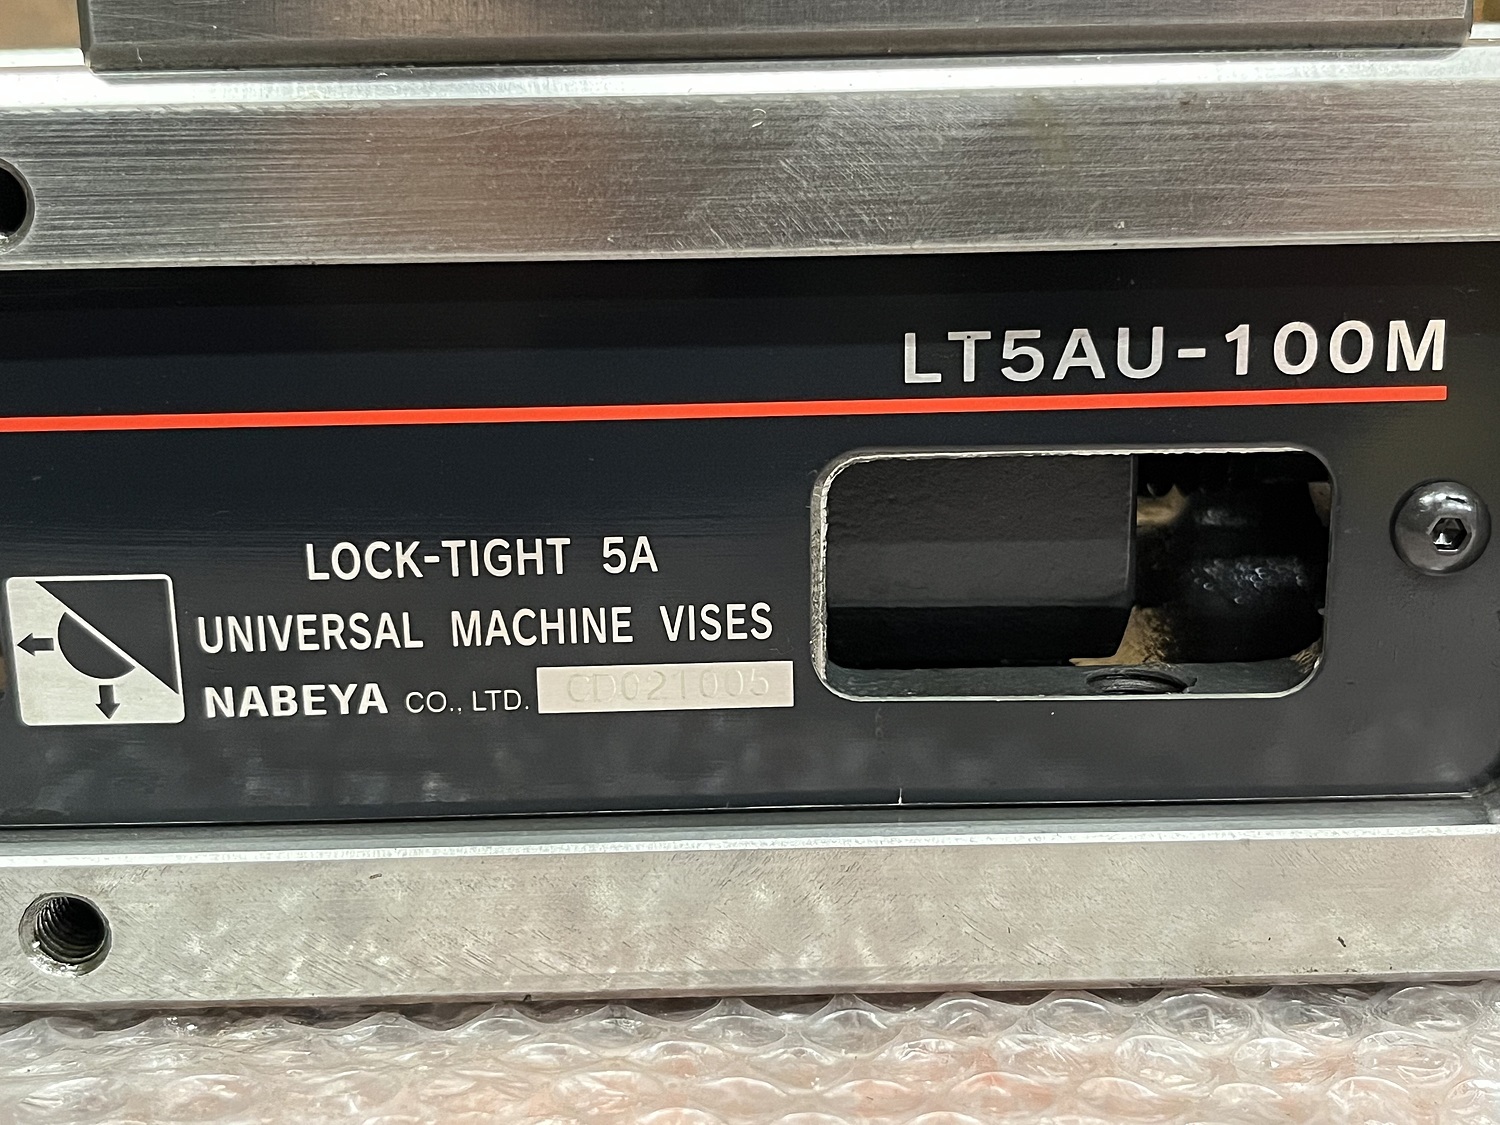 LT5AU-100M
LOCK-TIGHT 5A
UNIVERSAL MACHINE VISES
NABEYA CO., LTD. CD021005